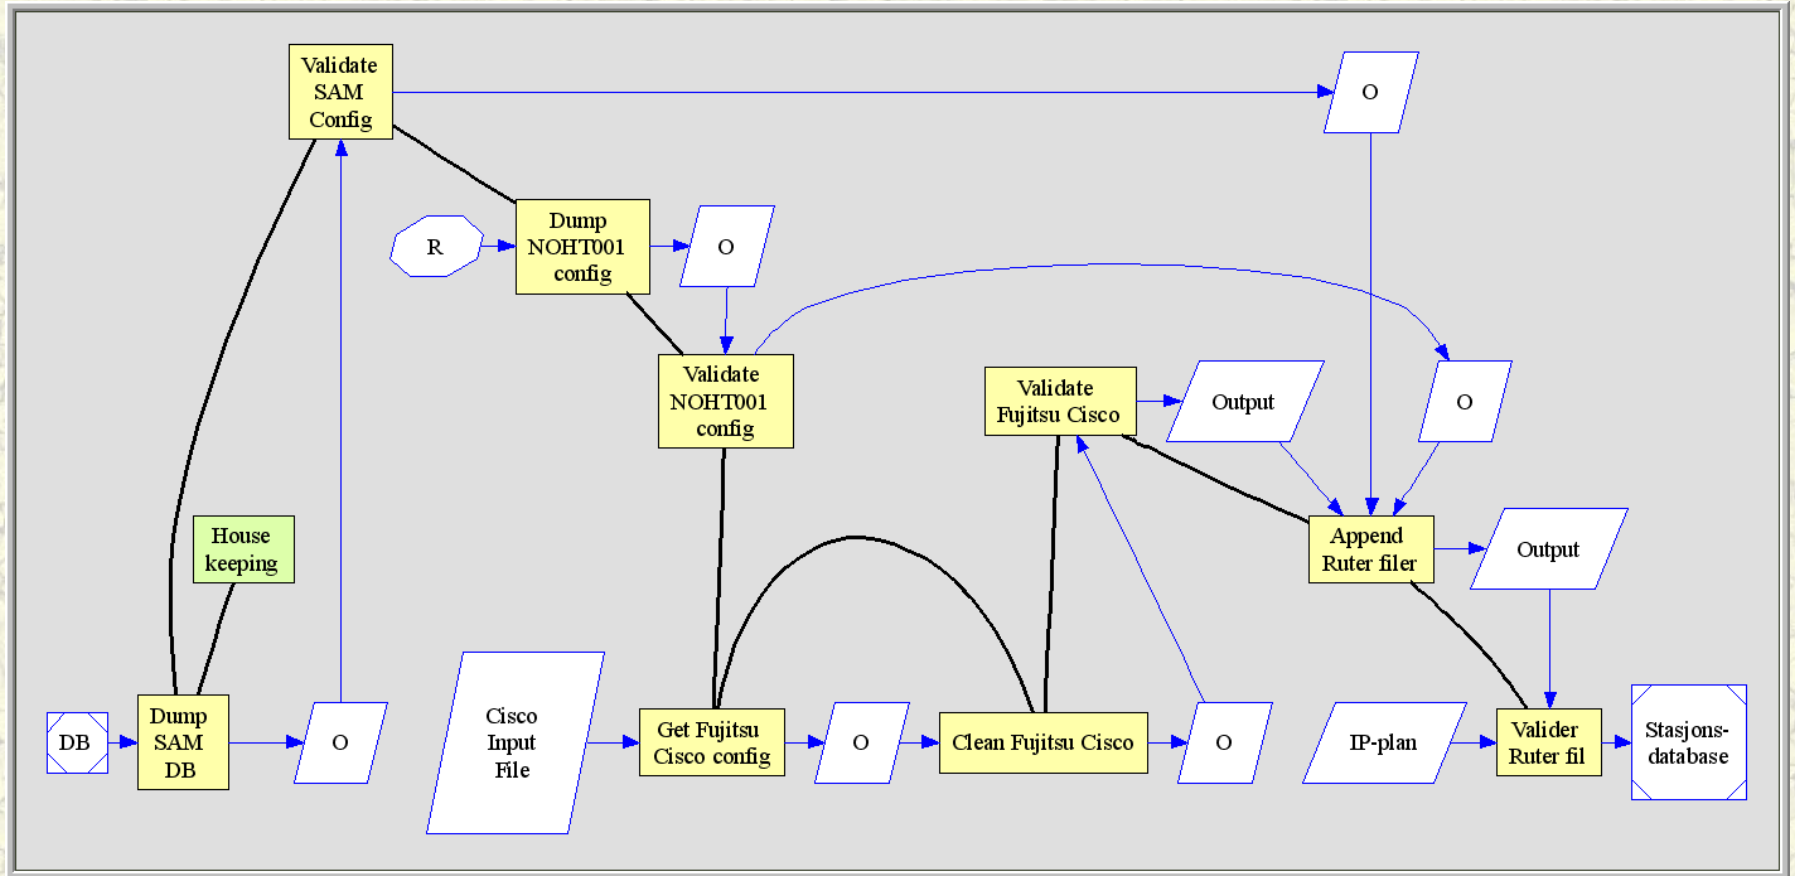 Validate
SAM
Config
O
Dump
NOHT001
config
R
O
Validate
NOHT001
config
Validate
Fujitsu Cisco
Output
O
House
keeping
Append
Ruter filer
Output
DB
Dump
SAM
DB
O
Cisco
Input
File
Get Fujitsu
Cisco config
O
Clean Fujitsu Cisco
O
IP-plan
Valider
Ruter fil
Stasjons-
database